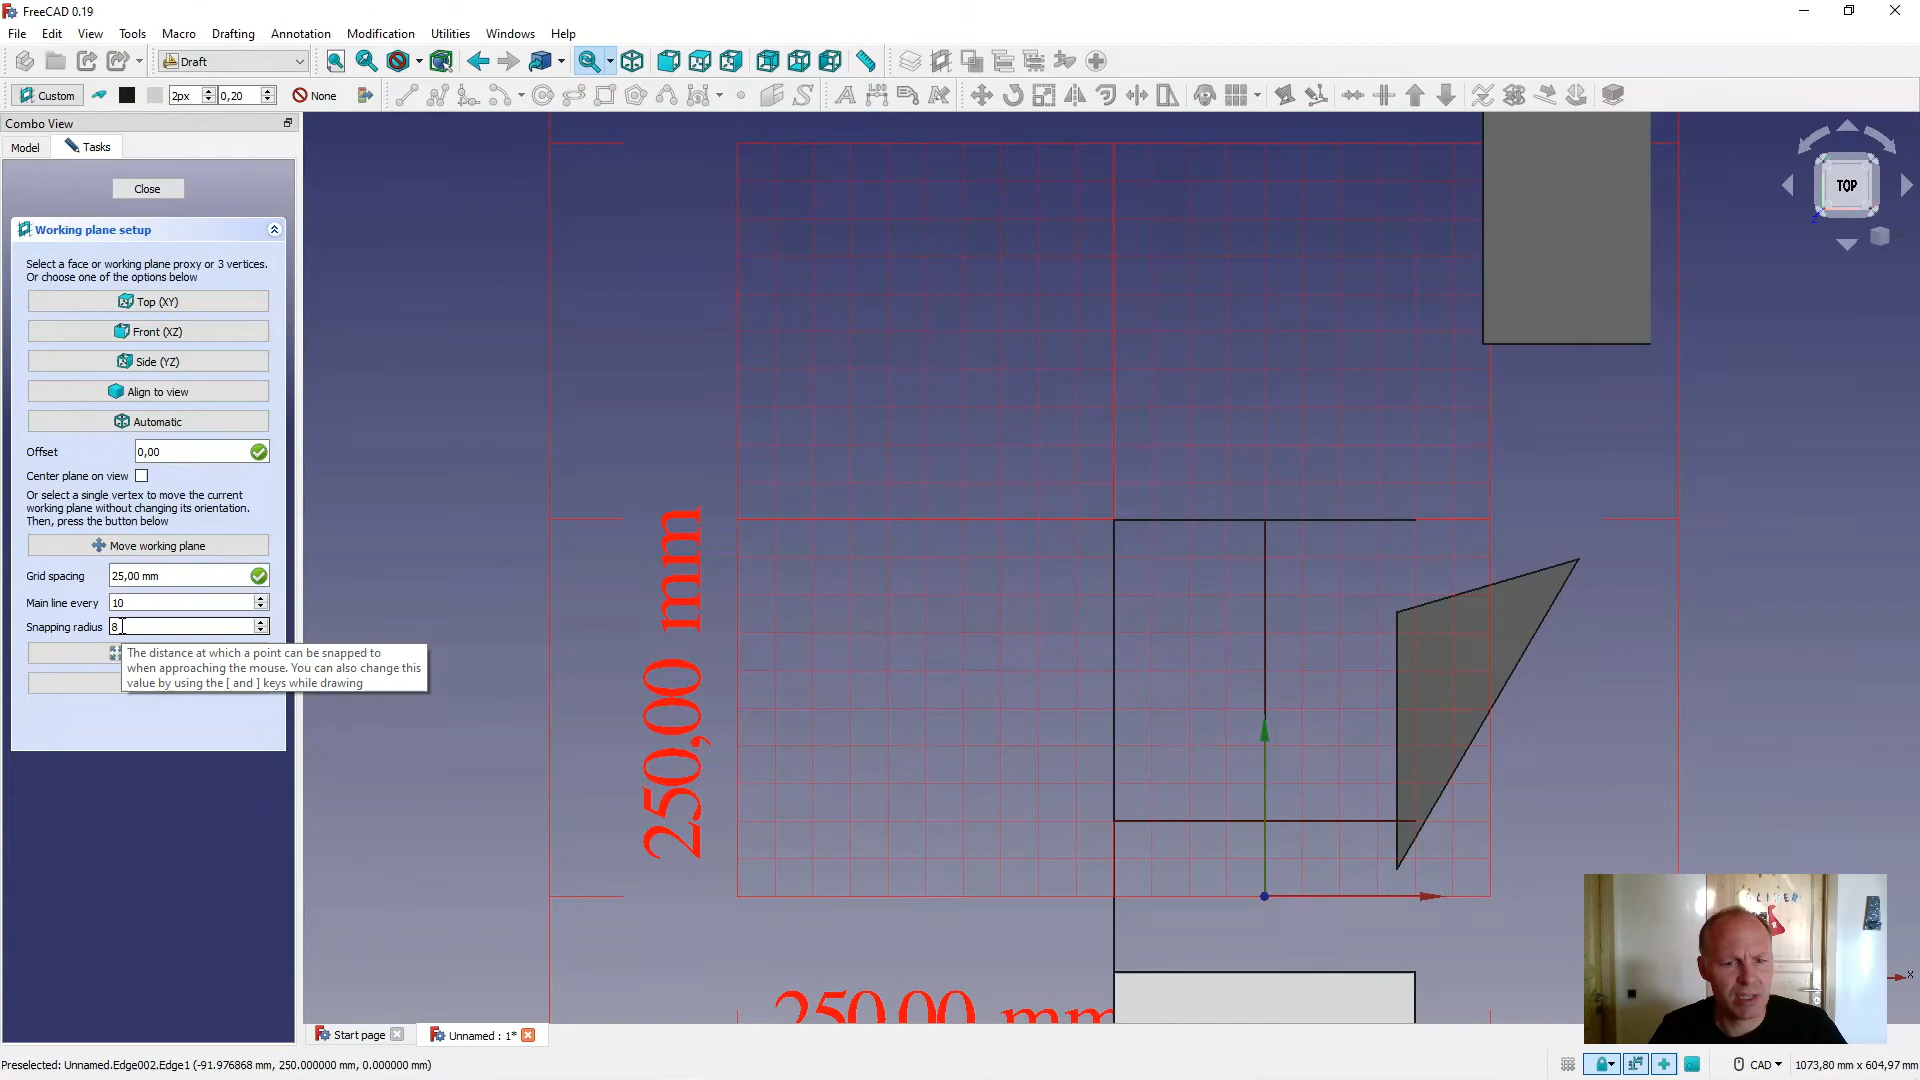 FreeCAD 0.19
File Edit View Tools Macro Drafting Annotation Modification Utilities Windows Help
Draft
Custom 2px 0,20 None
Combo View
Model Tasks
Close
Working plane setup
Select a face or working plane proxy or 3 vertices.
Or choose one of the options below
Top (XY)
Front (XZ)
Side (YZ)
Align to view
Automatic
Offset 0,00
Center plane on view
Or select a single vertex to move the current
working plane without changing its orientation.
Then, press the button below
Move working plane
Grid spacing 25,00 mm
Main line every 10
Snapping radius 8
The distance at which a point can be snapped to
when approaching the mouse. You can also change this
value by using the [ and ] keys while drawing
250,00 mm
250,00 mm
TOP
Z
X
OLIVER
Start page Unnamed : 1*
Preselected: Unnamed.Edge002.Edge1 (-91.976868 mm, 250.000000 mm, 0.000000 mm)
CAD 1073,80 mm x 604,97 mm